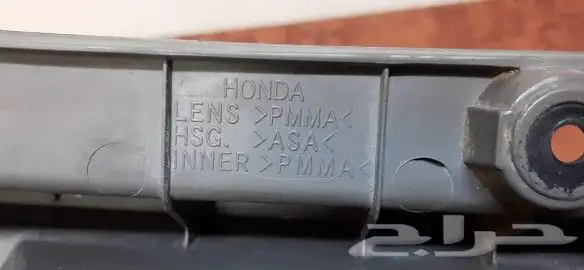 HONDA
LENS >PMMA<
HSG. >ASA<
INNER >PMMA<
حراج